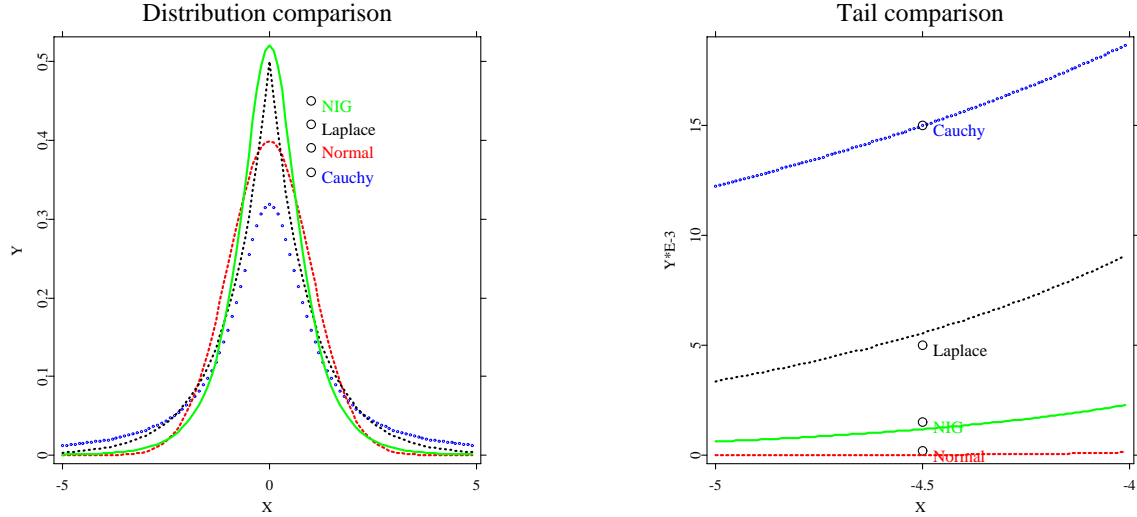 Distribution comparison
0 0.1 0.2 0.3 0.4 0.5
Y
NIG
Laplace
Normal
Cauchy
-5 0 5
X
Tail comparison
0 5 10 15
Y*E-3
Cauchy
Laplace
NIG
Normal
-5 -4.5 -4
X